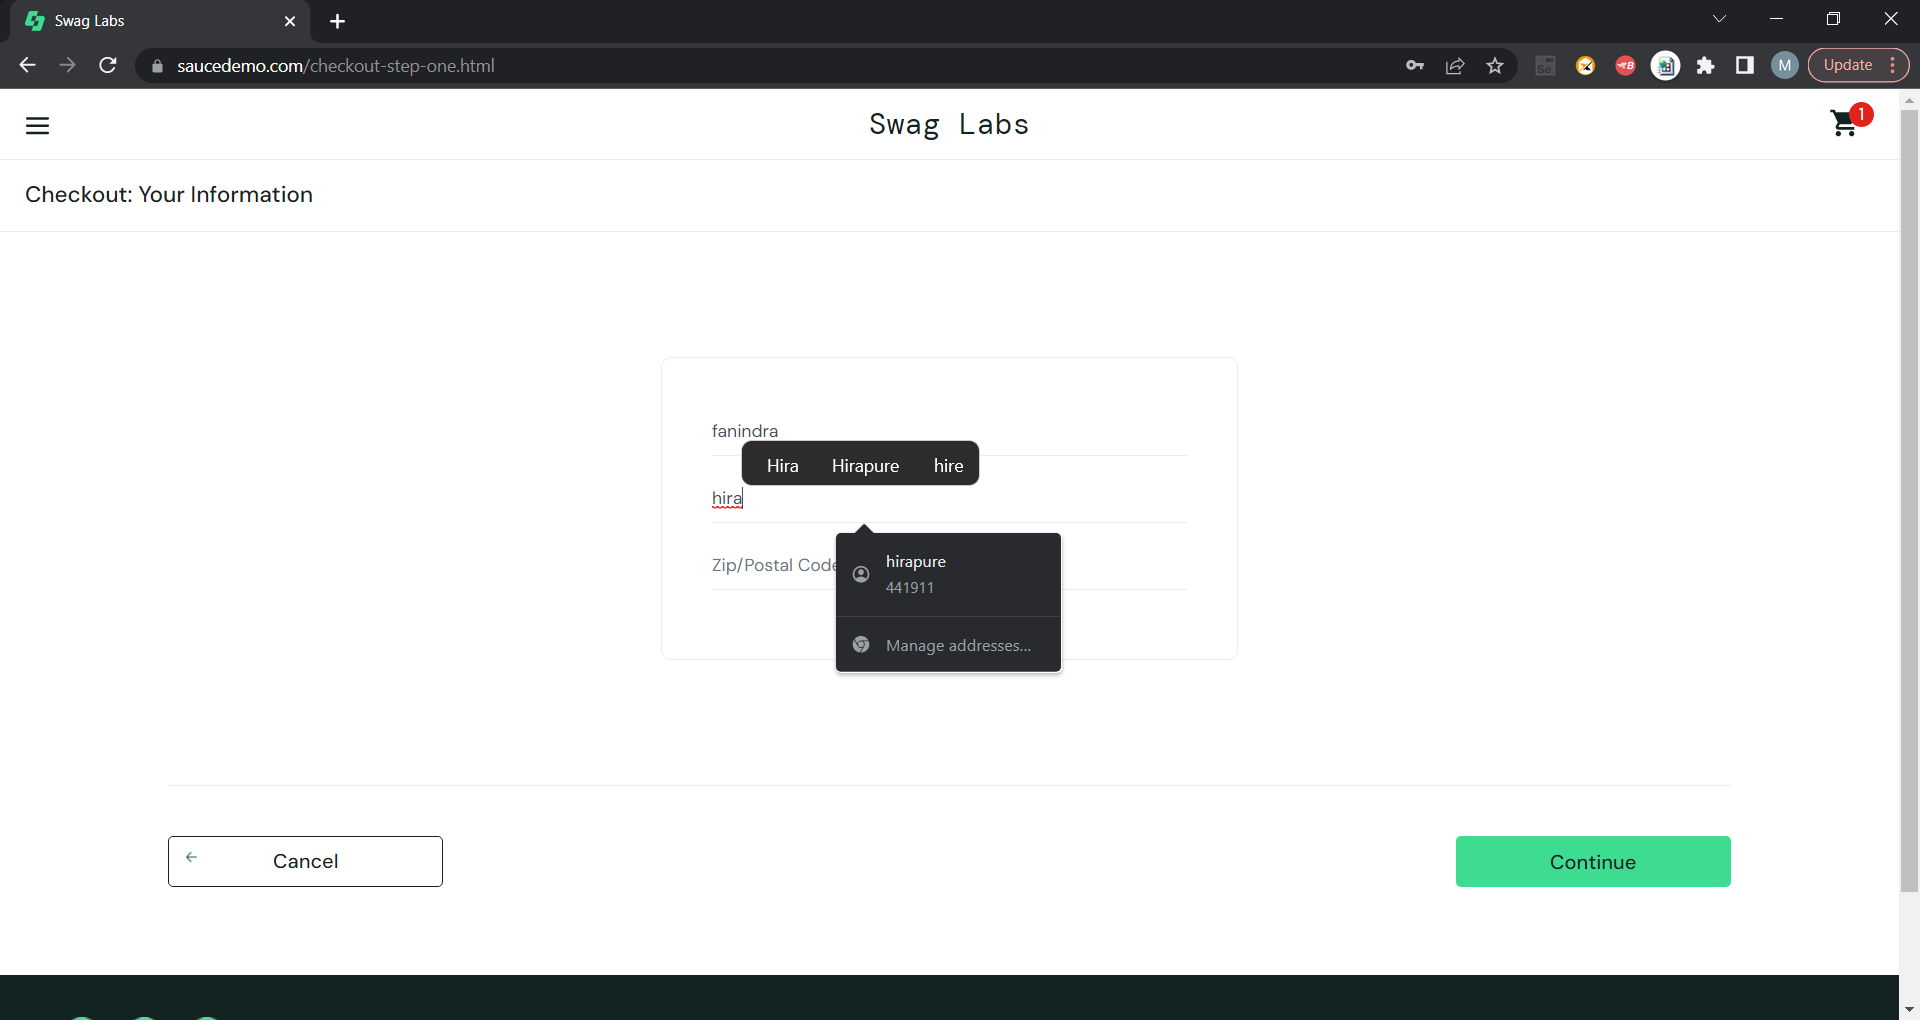 Swag Labs
saucedemo.com/checkout-step-one.html
Se
B
M
Update
Swag Labs
1
Checkout: Your Information
fanindra
Hira Hirapure hire
hira
Zip/Postal Code
hirapure
441911
Manage addresses...
Cancel
Continue